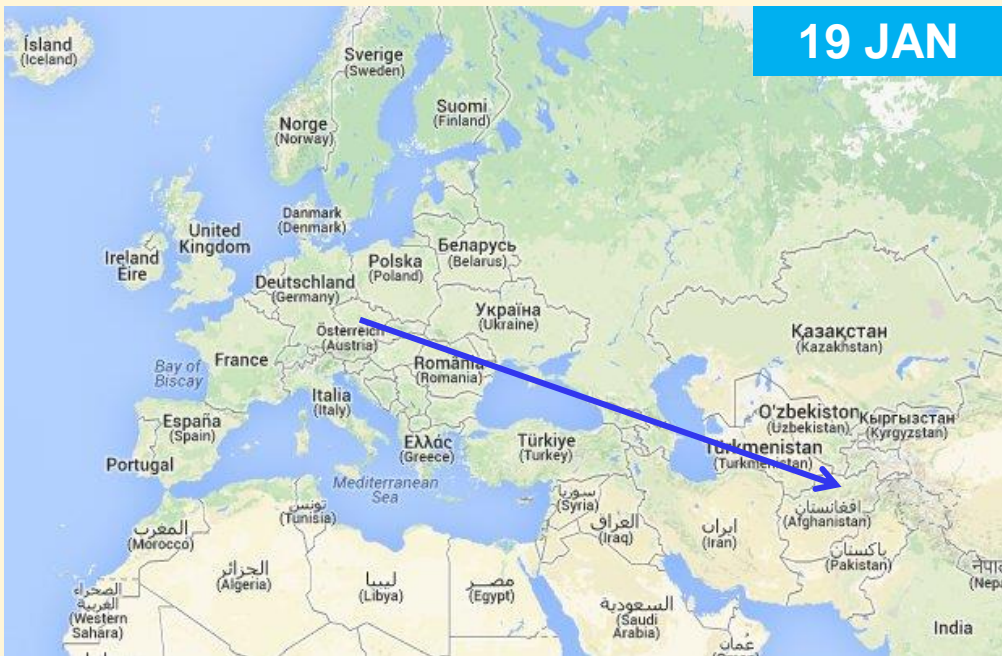 19 JAN
Ísland
(Iceland)
Sverige
(Sweden)
Suomi
(Finland)
Norge
(Norway)
Danmark
(Denmark)
United
Kingdom
Ireland
Éire
Беларусь
(Belarus)
Polska
(Poland)
Deutschland
(Germany)
Україна
(Ukraine)
Österreich
(Austria)
Қазақстан
(Kazakhstan)
France
România
(Romania)
Bay of
Biscay
Italia
(Italy)
O'zbekiston
(Uzbekistan)
Кыргызстан
(Kyrgyzstan)
España
(Spain)
Ελλάς
(Greece)
Türkiye
(Turkey)
Türkmenistan
(Turkmenistan)
Portugal
Mediterranean
Sea
سوريا
(Syria)
افغانستان
(Afghanistan)
تونس
(Tunisia)
المغرب
(Morocco)
العراق
(Iraq)
ایران
(Iran)
پاکستان
(Pakistan)
الجزائر
(Algeria)
ليبيا
(Libya)
مصر
(Egypt)
الصحراء
الغربية
(Western
Sahara)
السعودية
(Saudi
Arabia)
India
عُمان